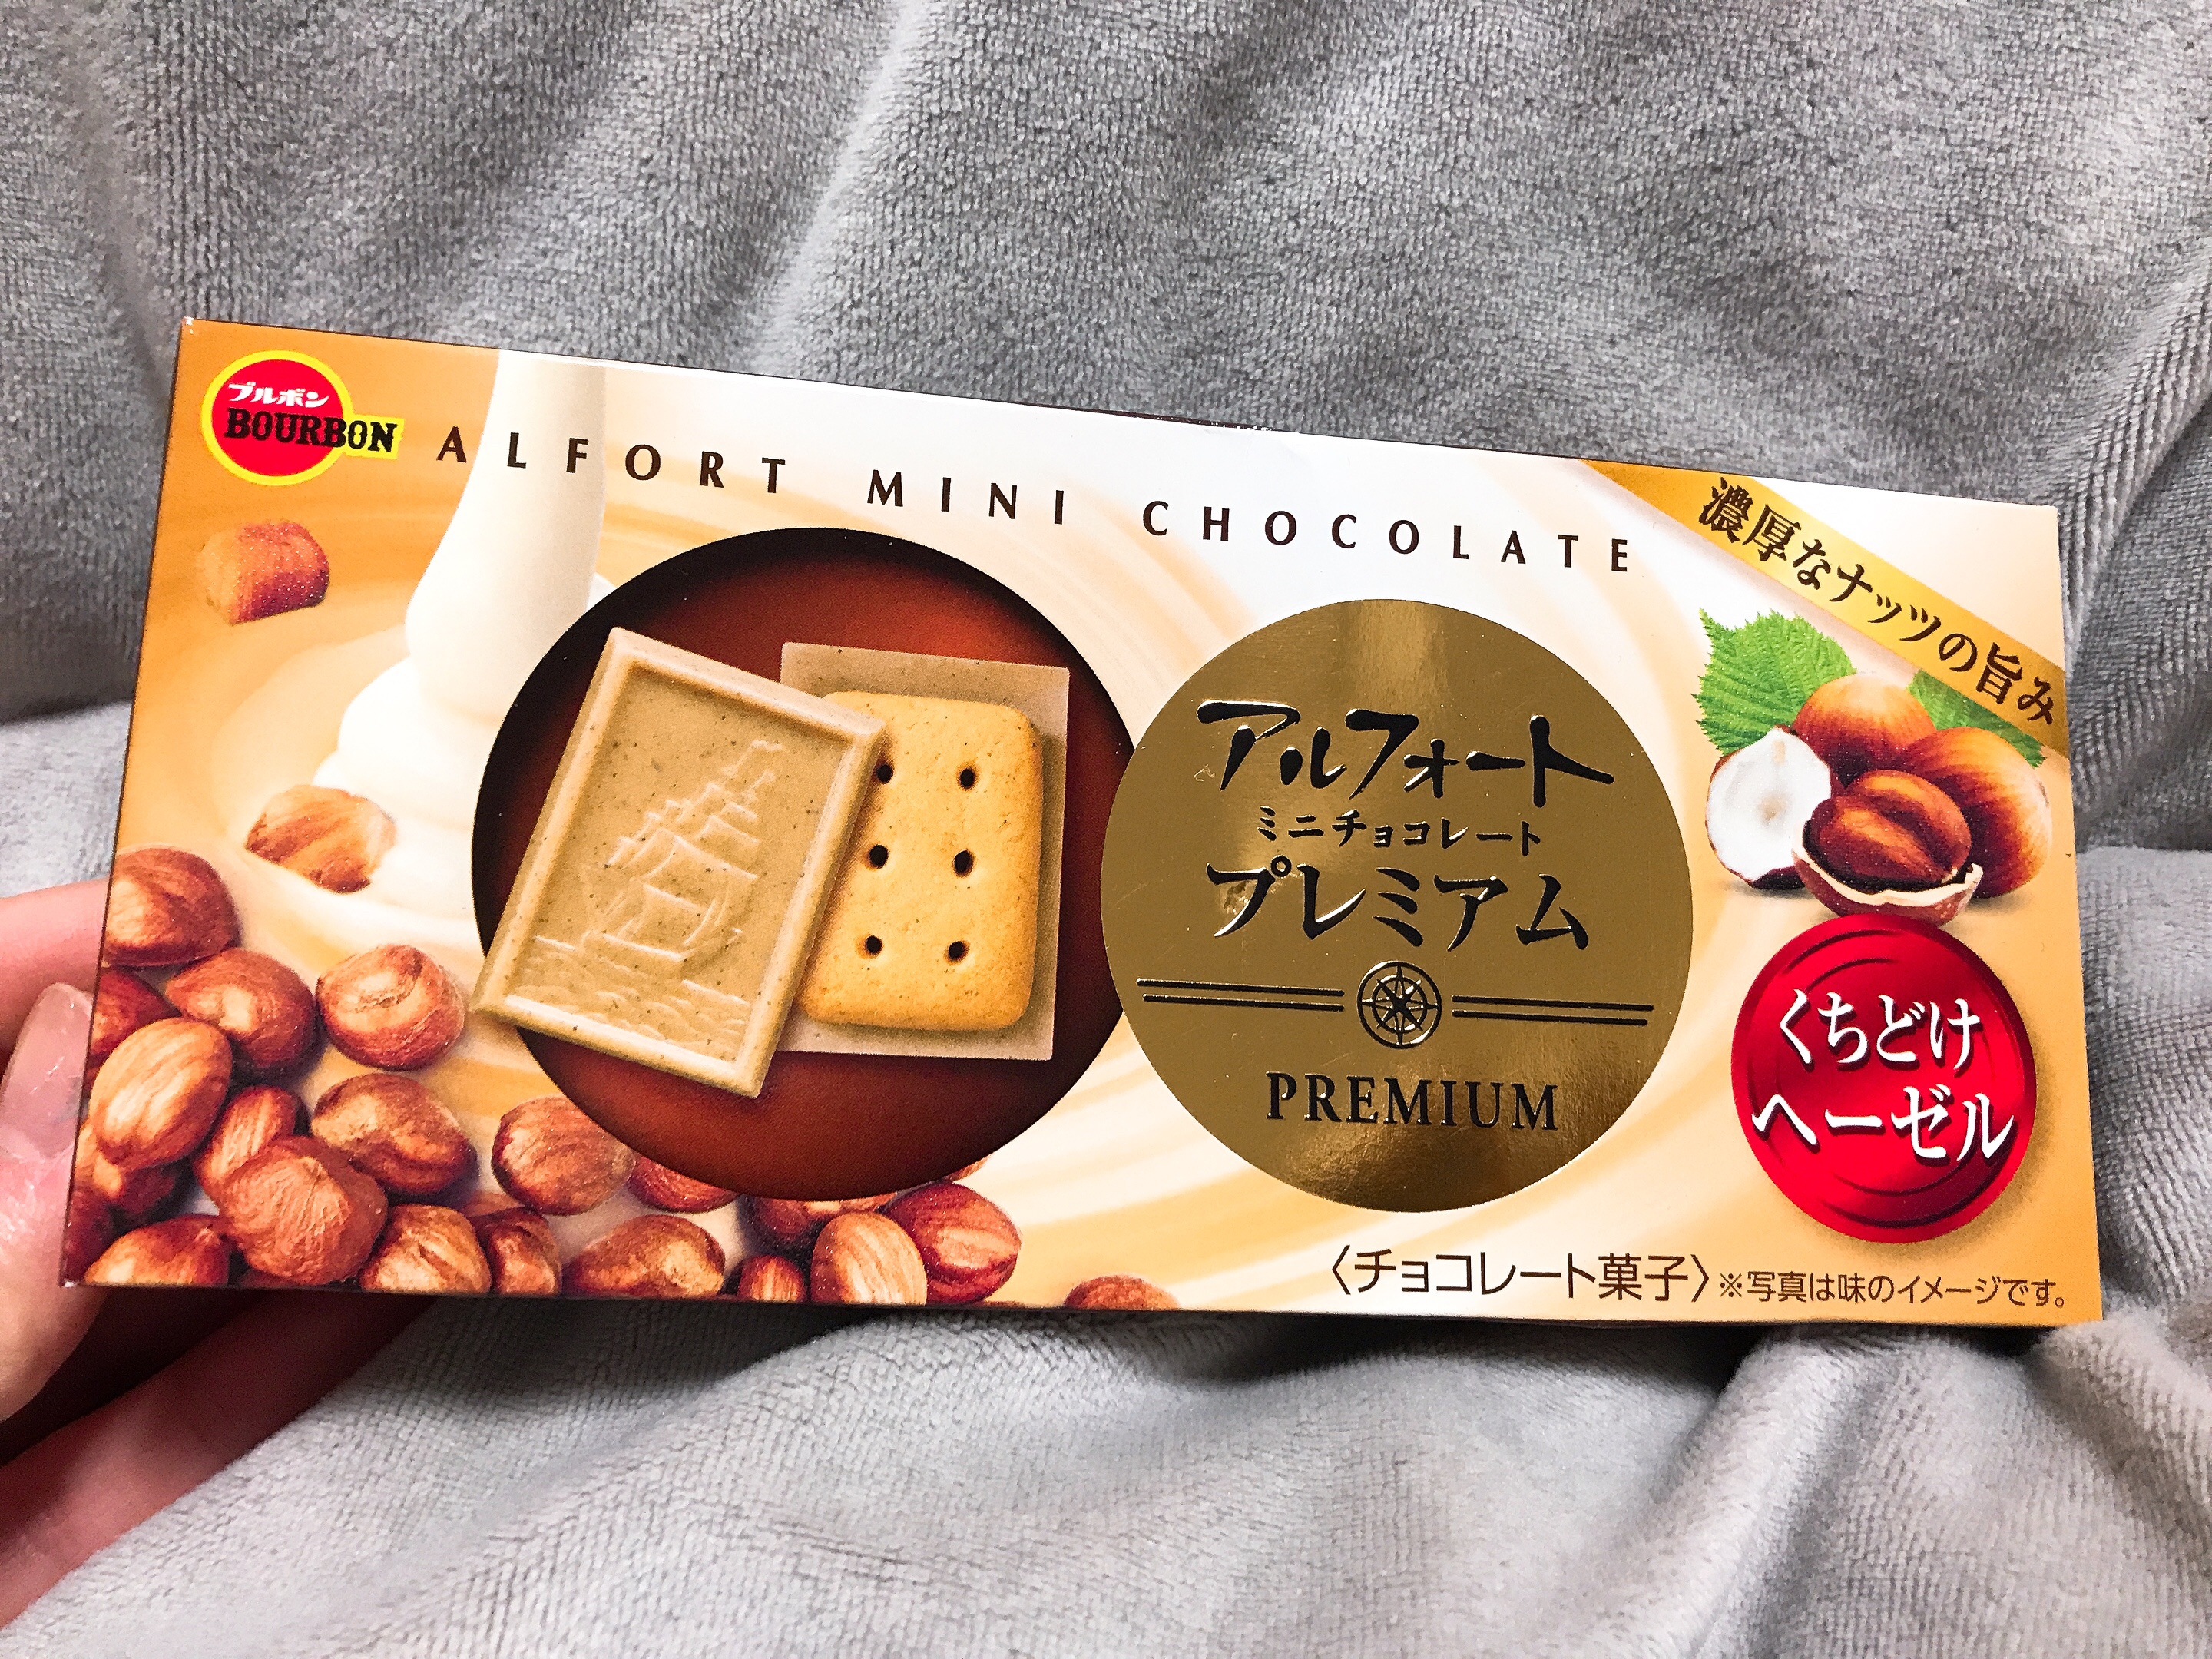 ブルボン
BOURBON
ALFORT MINI CHOCOLATE
濃厚なナッツの旨み
アルフォート
ミニチョコレート
プレミアム
PREMIUM
くちどけ
ヘーゼル
〈チョコレート菓子〉※写真は味のイメージです。